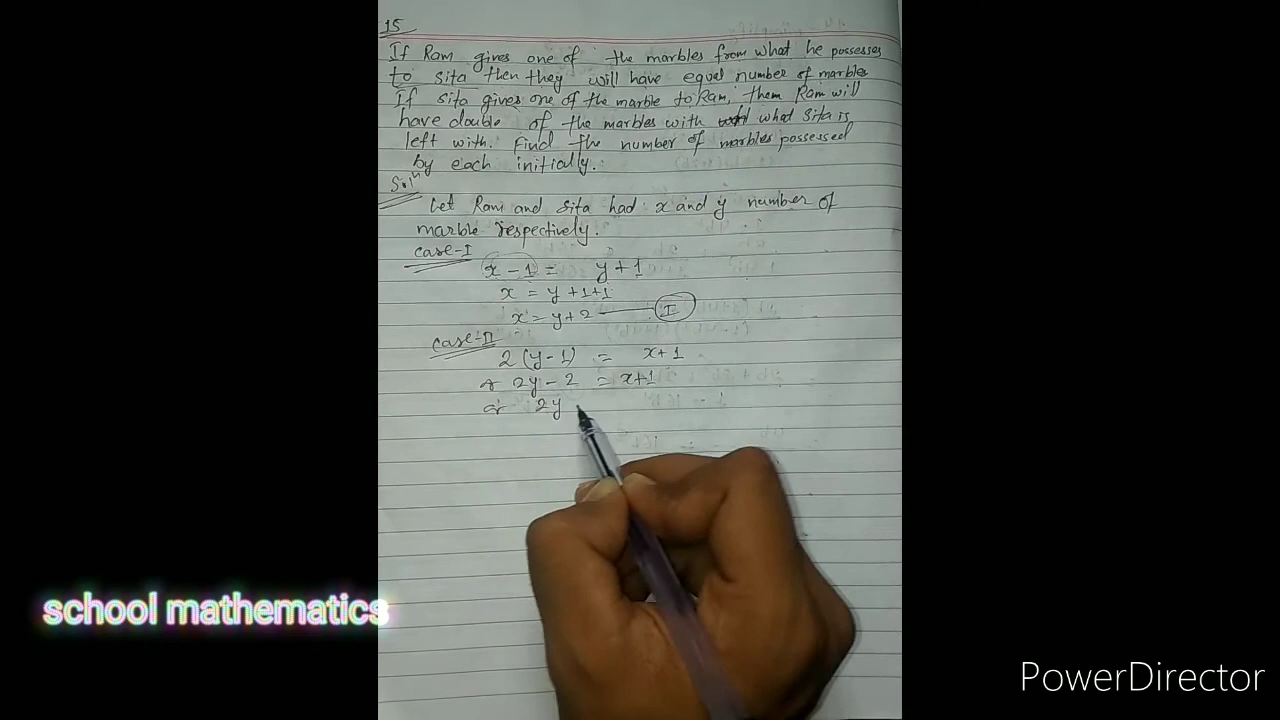 15
If Ram gives one of the marbles from what he possesses
to Sita then they will have equal number of marbles
If Sita gives one of the marble to Ram, them Ram will
have double of the marbles with what Sita is
left with. Find the number of marbles possessed
by each initially.
Solⁿ
Let Ram and Sita had x and y number of
marble respectively.
Case-I
x - 1 = y + 1
x = y + 1 + 1
x = y + 2 I
Case-II
2 (y - 1) = x + 1
or 2y - 2 = x + 1
or 2y
school mathematics
PowerDirector